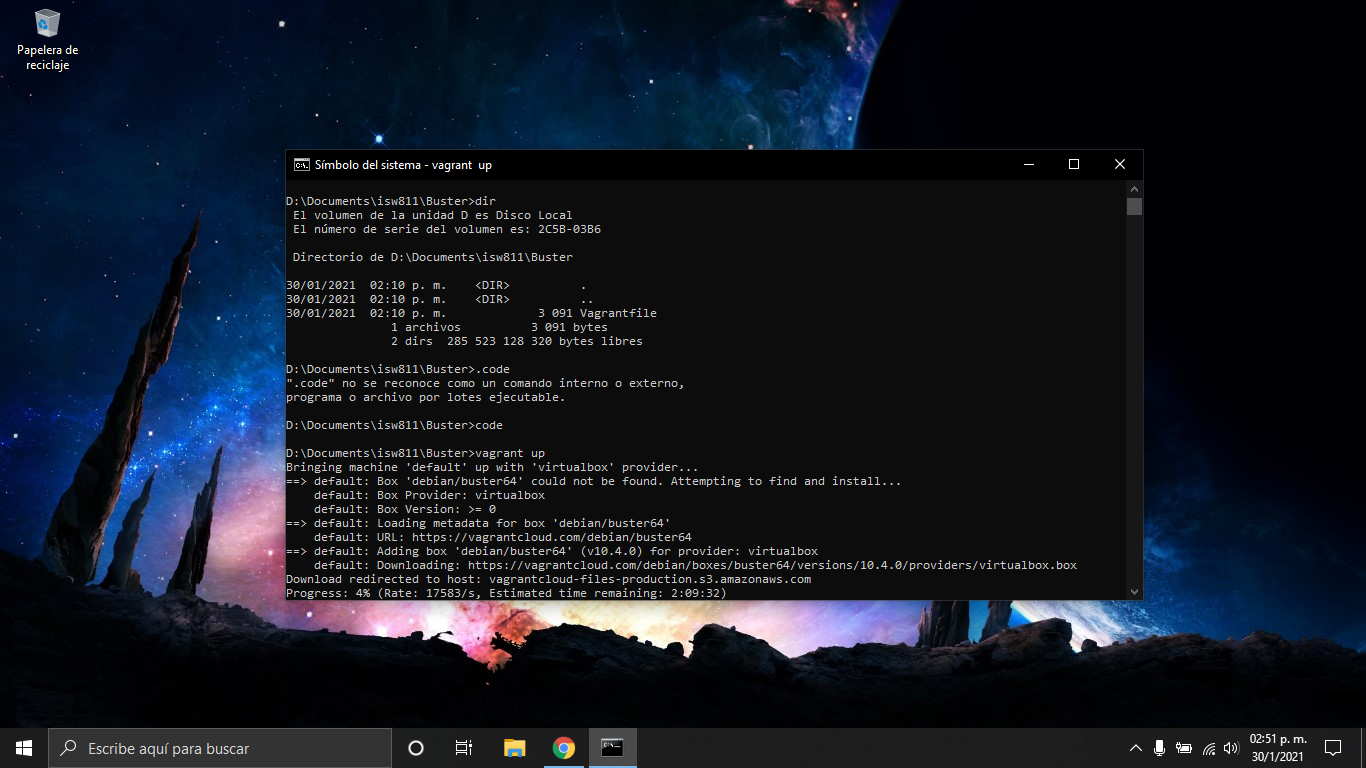 Papelera de
reciclaje
Símbolo del sistema - vagrant  up
D:\Documents\isw811\Buster>dir
 El volumen de la unidad D es Disco Local
 El número de serie del volumen es: 2C5B-03B6
 Directorio de D:\Documents\isw811\Buster
30/01/2021  02:10 p. m.    <DIR>          .
30/01/2021  02:10 p. m.    <DIR>          ..
30/01/2021  02:10 p. m.             3 091 Vagrantfile
               1 archivos          3 091 bytes
               2 dirs  285 523 128 320 bytes libres
D:\Documents\isw811\Buster>.code
".code" no se reconoce como un comando interno o externo,
programa o archivo por lotes ejecutable.
D:\Documents\isw811\Buster>code
D:\Documents\isw811\Buster>vagrant up
Bringing machine 'default' up with 'virtualbox' provider...
==> default: Box 'debian/buster64' could not be found. Attempting to find and install...
    default: Box Provider: virtualbox
    default: Box Version: >= 0
==> default: Loading metadata for box 'debian/buster64'
    default: URL: https://vagrantcloud.com/debian/buster64
==> default: Adding box 'debian/buster64' (v10.4.0) for provider: virtualbox
    default: Downloading: https://vagrantcloud.com/debian/boxes/buster64/versions/10.4.0/providers/virtualbox.box
Download redirected to host: vagrantcloud-files-production.s3.amazonaws.com
Progress: 4% (Rate: 17583/s, Estimated time remaining: 2:09:32)
Escribe aquí para buscar
02:51 p. m.
30/1/2021